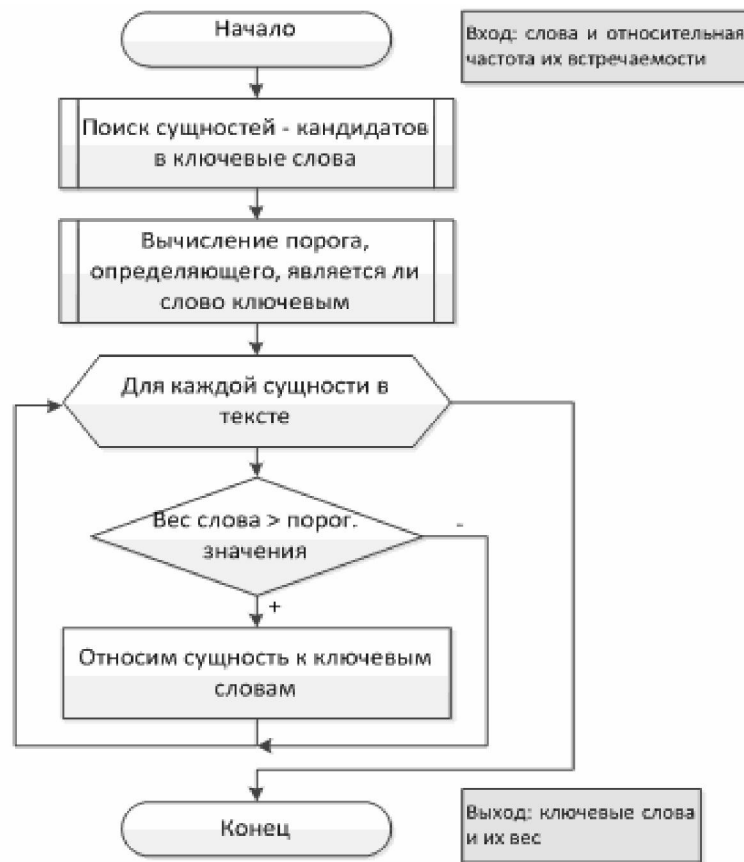 Начало
Вход: слова и относительная
частота их встречаемости
Поиск сущностей - кандидатов
в ключевые слова
Вычисление порога,
определяющего, является ли
слово ключевым
Для каждой сущности в
тексте
Вес слова > порог.
значения
-
+
Относим сущность к ключевым
словам
Выход: ключевые слова
и их вес
Конец